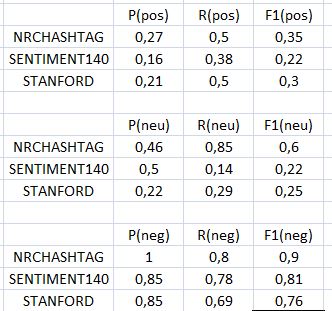 P(pos) R(pos) F1(pos)
NRCHASHTAG 0,27 0,5 0,35
SENTIMENT140 0,16 0,38 0,22
STANFORD 0,21 0,5 0,3
P(neu) R(neu) F1(neu)
NRCHASHTAG 0,46 0,85 0,6
SENTIMENT140 0,5 0,14 0,22
STANFORD 0,22 0,29 0,25
P(neg) R(neg) F1(neg)
NRCHASHTAG 1 0,8 0,9
SENTIMENT140 0,85 0,78 0,81
STANFORD 0,85 0,69 0,76